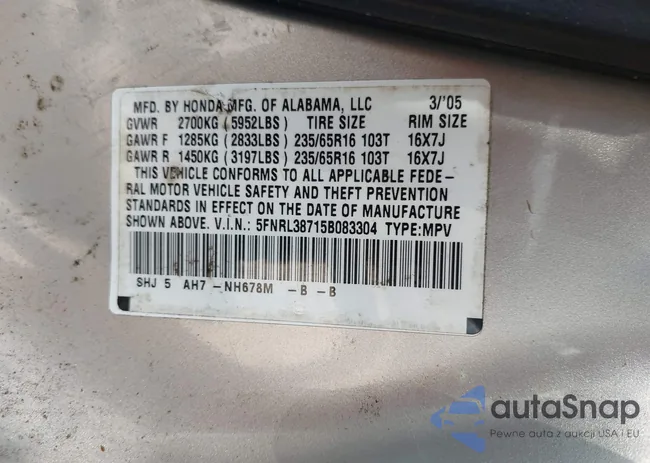 MFD. BY HONDA MFG. OF ALABAMA, LLC 3/'05
GVWR 2700KG (5952LBS) TIRE SIZE RIM SIZE
GAWR F 1285KG (2833LBS) 235/65R16 103T 16X7J
GAWR R 1450KG (3197LBS) 235/65R16 103T 16X7J
THIS VEHICLE CONFORMS TO ALL APPLICABLE FEDE-
RAL MOTOR VEHICLE SAFETY AND THEFT PREVENTION
STANDARDS IN EFFECT ON THE DATE OF MANUFACTURE
SHOWN ABOVE. V.I.N.: 5FNRL38715B083304 TYPE:MPV
SHJ 5 AH7 -NH678M -B -B
autaSnap
Pewne auta z aukcji USA i EU